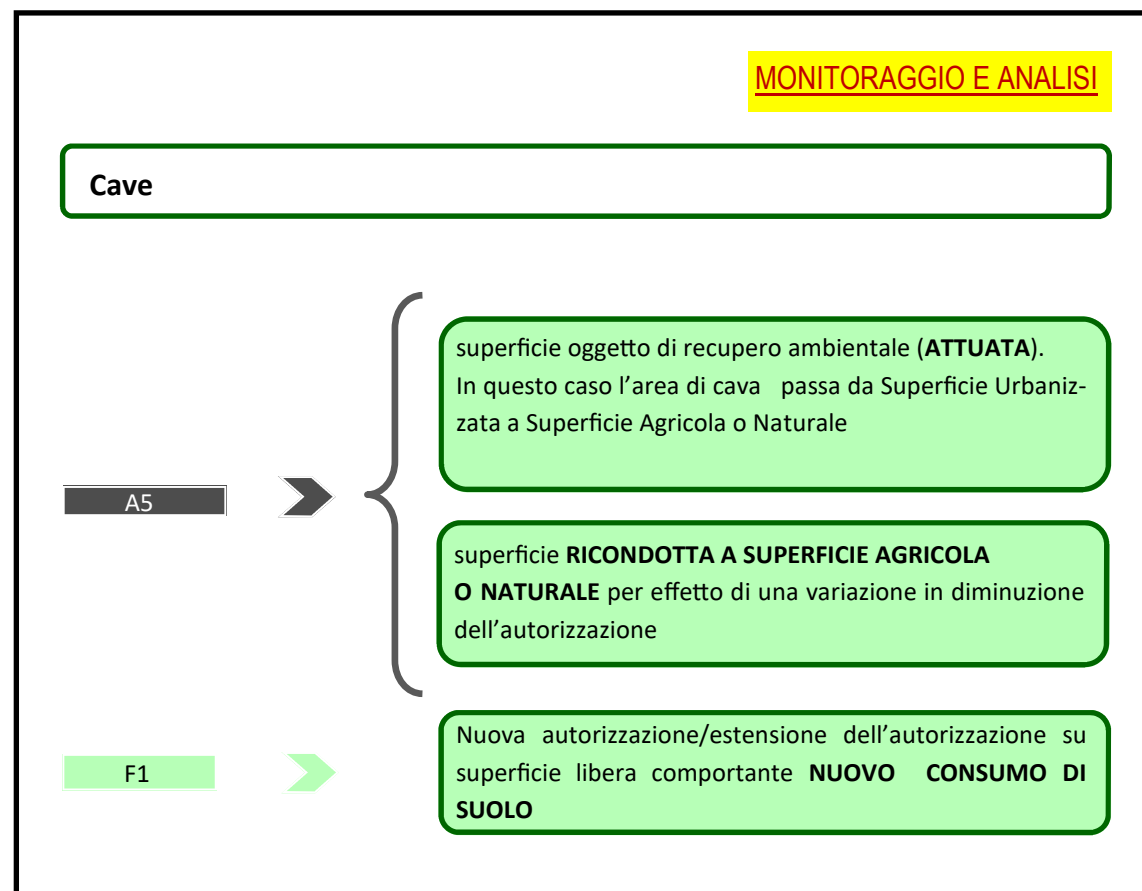 MONITORAGGIO E ANALISI
Cave
superficie oggetto di recupero ambientale (ATTUATA).
In questo caso l’area di cava passa da Superficie Urbaniz-
zata a Superficie Agricola o Naturale
A5
superficie RICONDOTTA A SUPERFICIE AGRICOLA
O NATURALE per effetto di una variazione in diminuzione
dell’autorizzazione
F1
Nuova autorizzazione/estensione dell’autorizzazione su
superficie libera comportante NUOVO CONSUMO DI
SUOLO